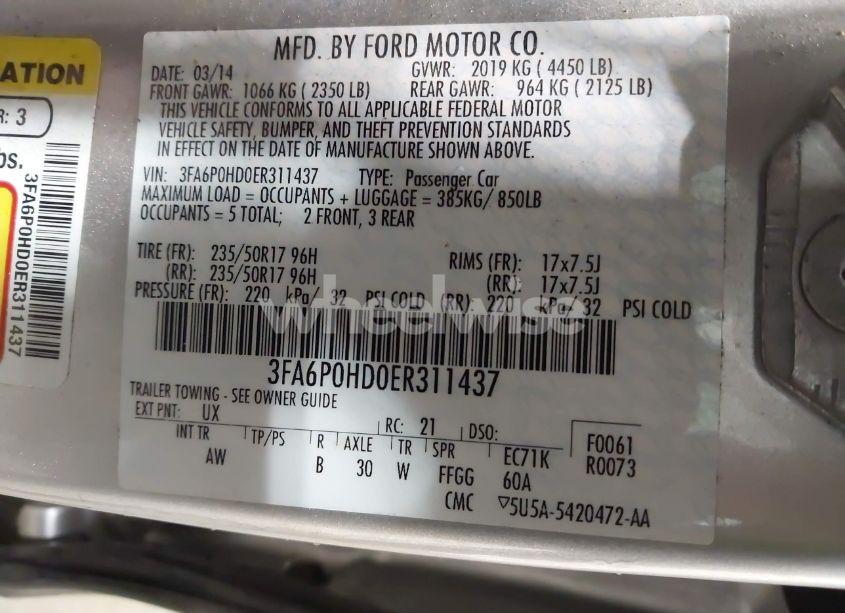 MFD. BY FORD MOTOR CO.
DATE: 03/14 GVWR: 2019 KG ( 4450 LB)
FRONT GAWR: 1066 KG ( 2350 LB) REAR GAWR: 964 KG ( 2125 LB)
THIS VEHICLE CONFORMS TO ALL APPLICABLE FEDERAL MOTOR
VEHICLE SAFETY, BUMPER, AND THEFT PREVENTION STANDARDS
IN EFFECT ON THE DATE OF MANUFACTURE SHOWN ABOVE.
VIN: 3FA6P0HD0ER311437 TYPE: Passenger Car
MAXIMUM LOAD = OCCUPANTS + LUGGAGE = 385KG/ 850LB
OCCUPANTS = 5 TOTAL; 2 FRONT, 3 REAR
TIRE (FR): 235/50R17 96H RIMS (FR): 17x7.5J
(RR): 235/50R17 96H (RR): 17x7.5J
PRESSURE (FR): 220 kPa/ 32 PSI COLD (RR): 220 kPa/ 32 PSI COLD
wheelwise
3FA6P0HD0ER311437
TRAILER TOWING - SEE OWNER GUIDE
EXT PNT: UX RC: 21 DSO:
INT TR TP/PS R AXLE TR SPR EC71K F0061
AW B 30 W FFGG 60A R0073
CMC 5U5A-5420472-AA
ATION
R: 3
bs.
3FA6P0HD0ER311437